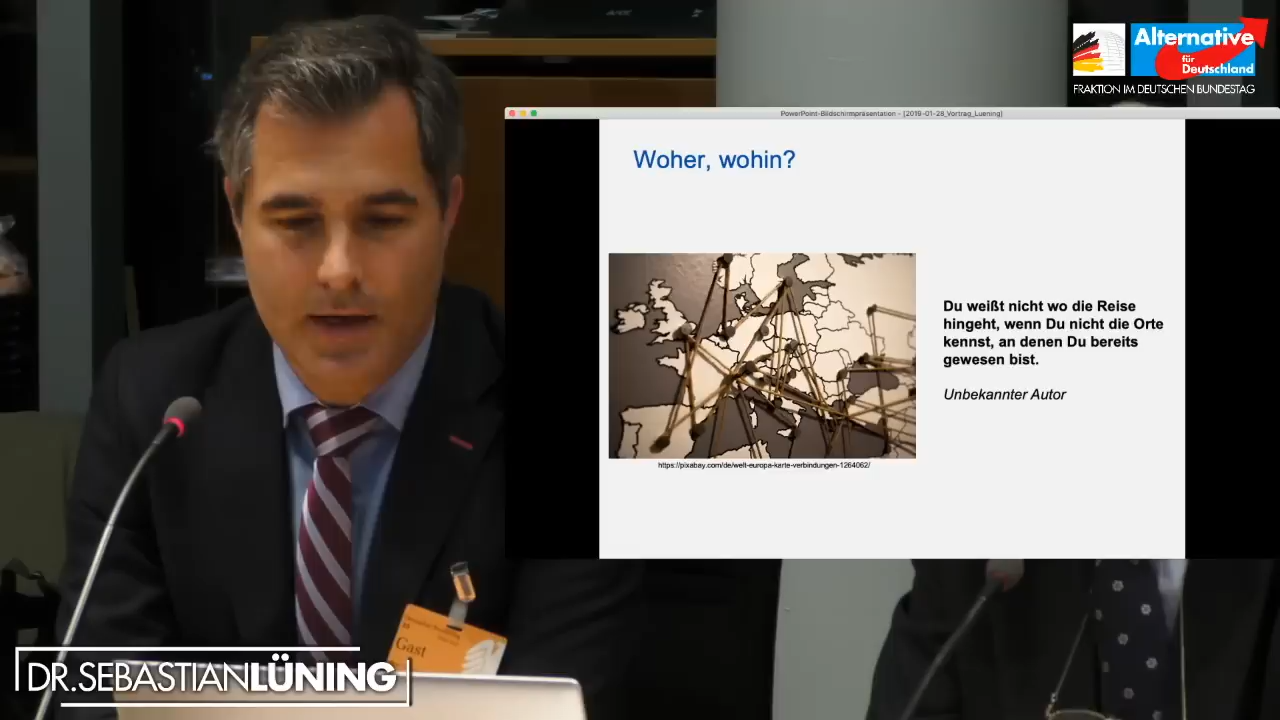 Alternative
für
Deutschland
FRAKTION IM DEUTSCHEN BUNDESTAG
PowerPoint-Bildschirmpräsentation - [2019-01-28_Vortrag_Luening]
Woher, wohin?
Du weißt nicht wo die Reise
hingeht, wenn Du nicht die Orte
kennst, an denen Du bereits
gewesen bist.
Unbekannter Autor
https://pixabay.com/de/welt-europa-karte-verbindungen-1264062/
Gast
DR.SEBASTIANLÜNING